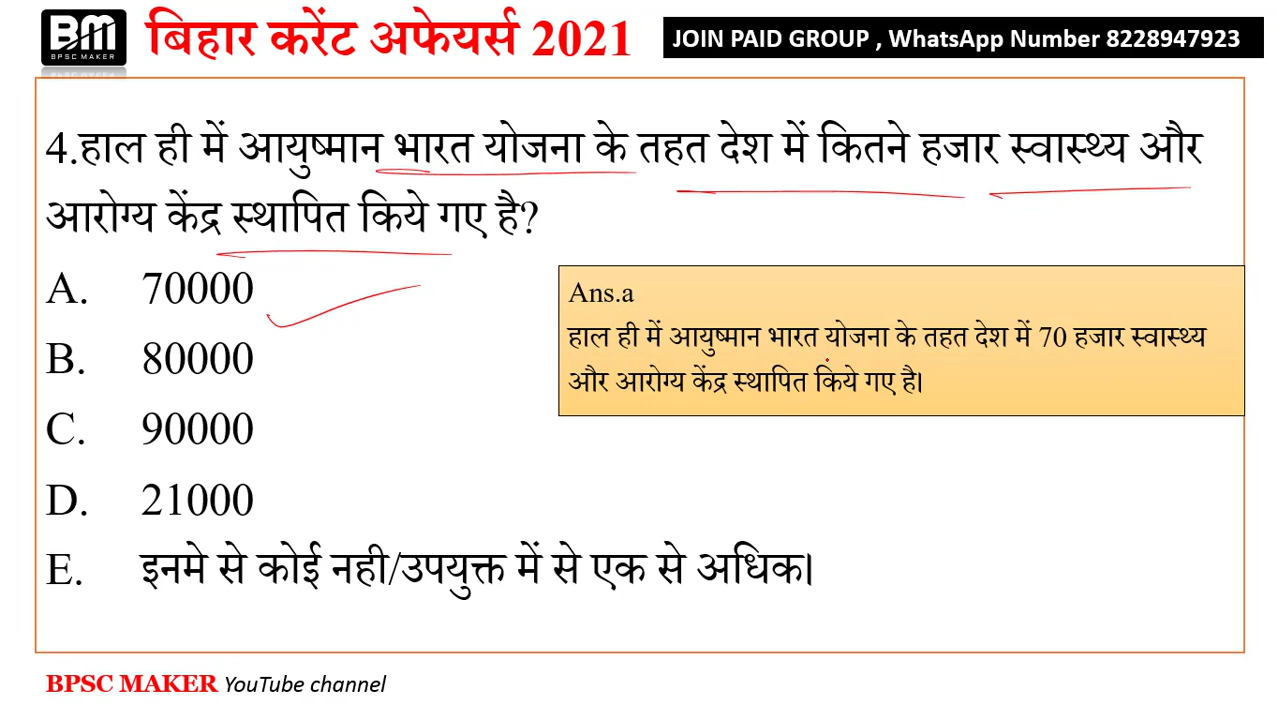 BM
BPSC MAKER
बिहार करेंट अफेयर्स 2021
JOIN PAID GROUP , WhatsApp Number 8228947923
4.हाल ही में आयुष्मान भारत योजना के तहत देश में कितने हजार स्वास्थ्य और
आरोग्य केंद्र स्थापित किये गए है?
A. 70000
B. 80000
C. 90000
D. 21000
E. इनमे से कोई नही/उपयुक्त में से एक से अधिक।
Ans.a
हाल ही में आयुष्मान भारत योजना के तहत देश में 70 हजार स्वास्थ्य
और आरोग्य केंद्र स्थापित किये गए है।
BPSC MAKER YouTube channel